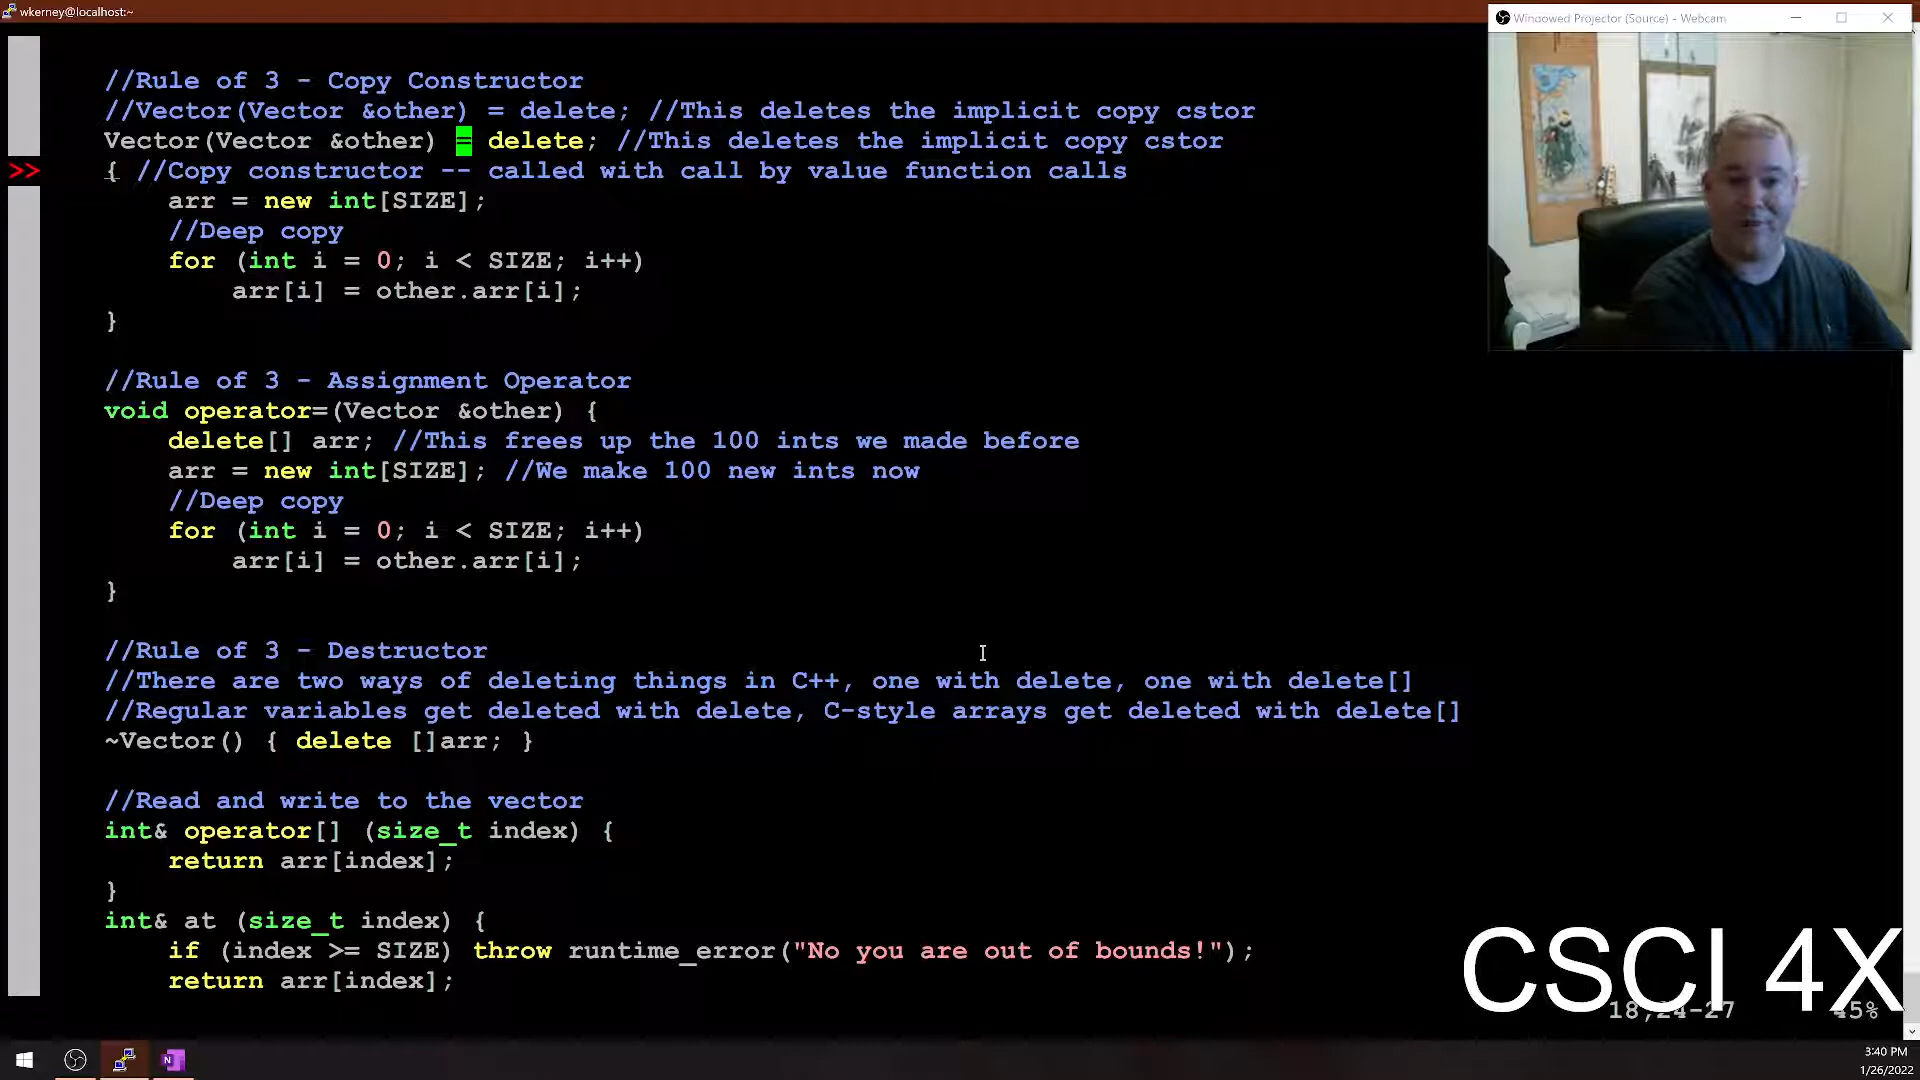 wkerney@localhost:~
Windowed Projector (Source) - Webcam
//Rule of 3 - Copy Constructor
//Vector(Vector &other) = delete; //This deletes the implicit copy cstor
Vector(Vector &other) = delete; //This deletes the implicit copy cstor
>> { //Copy constructor -- called with call by value function calls
arr = new int[SIZE];
//Deep copy
for (int i = 0; i < SIZE; i++)
arr[i] = other.arr[i];
}
//Rule of 3 - Assignment Operator
void operator=(Vector &other) {
delete[] arr; //This frees up the 100 ints we made before
arr = new int[SIZE]; //We make 100 new ints now
//Deep copy
for (int i = 0; i < SIZE; i++)
arr[i] = other.arr[i];
}
//Rule of 3 - Destructor
//There are two ways of deleting things in C++, one with delete, one with delete[]
//Regular variables get deleted with delete, C-style arrays get deleted with delete[]
~Vector() { delete []arr; }
//Read and write to the vector
int& operator[] (size_t index) {
return arr[index];
}
int& at (size_t index) {
if (index >= SIZE) throw runtime_error("No you are out of bounds!");
return arr[index];
CSCI 4X
18,24-27 45%
3:40 PM
1/26/2022